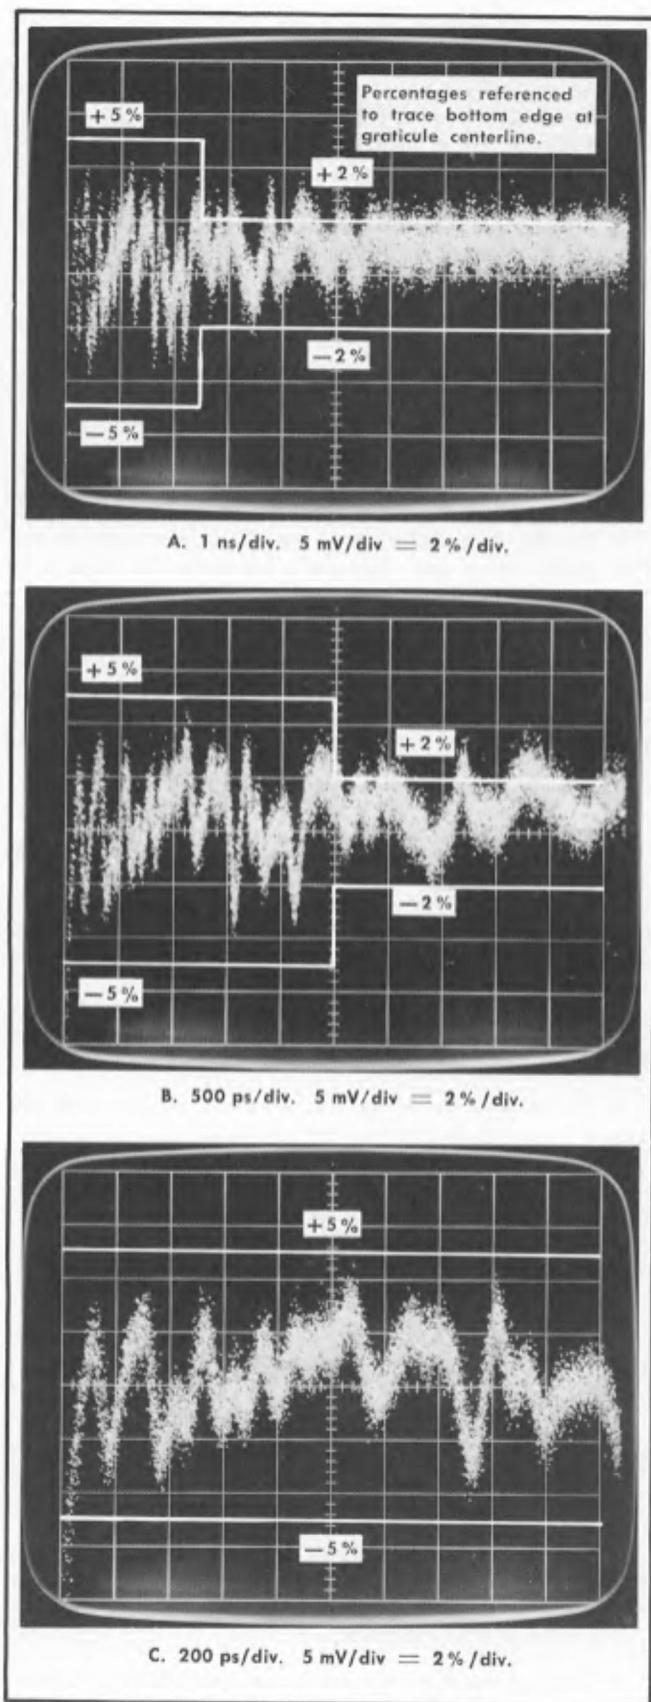 Percentages referenced
to trace bottom edge at
graticule centerline.
+5%
+2%
—2%
—5%
A. 1 ns/div. 5 mV/div = 2%/div.
+5%
+2%
—2%
—5%
B. 500 ps/div. 5 mV/div = 2%/div.
+5%
—5%
C. 200 ps/div. 5 mV/div = 2%/div.